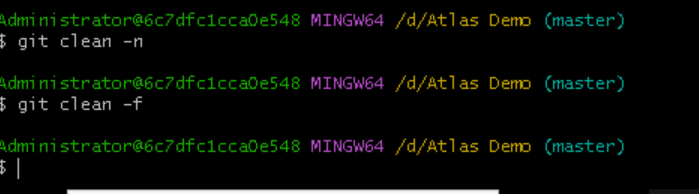 Administrator@6c7dfc1cca0e548 MINGW64 /d/Atlas Demo (master)
$ git clean -n
Administrator@6c7dfc1cca0e548 MINGW64 /d/Atlas Demo (master)
$ git clean -f
Administrator@6c7dfc1cca0e548 MINGW64 /d/Atlas Demo (master)
$